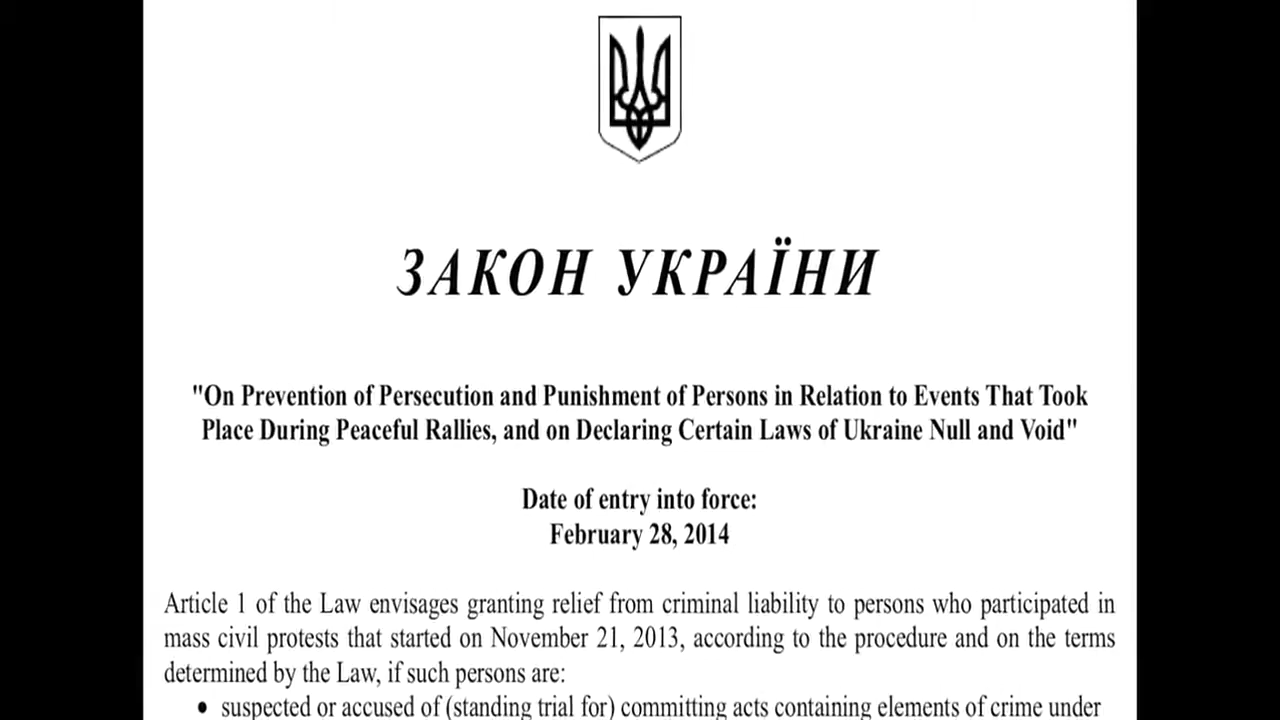 ЗАКОН УКРАЇНИ
"On Prevention of Persecution and Punishment of Persons in Relation to Events That Took
Place During Peaceful Rallies, and on Declaring Certain Laws of Ukraine Null and Void"
Date of entry into force:
February 28, 2014
Article 1 of the Law envisages granting relief from criminal liability to persons who participated in
mass civil protests that started on November 21, 2013, according to the procedure and on the terms
determined by the Law, if such persons are:
• suspected or accused of (standing trial for) committing acts containing elements of crime under